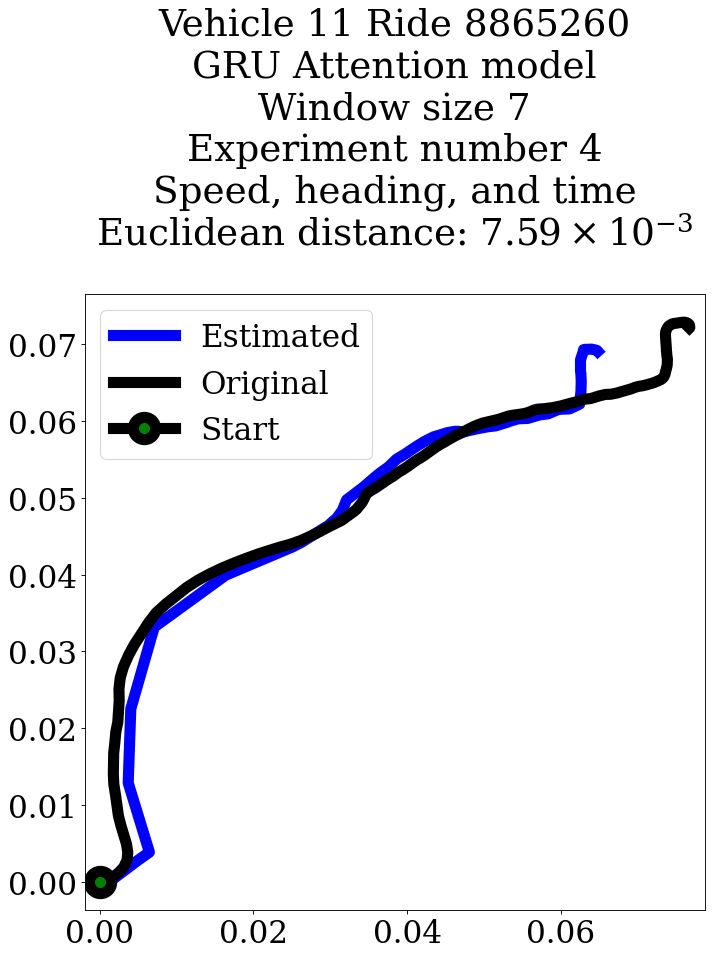 Vehicle 11 Ride 8865260
GRU Attention model
Window size 7
Experiment number 4
Speed, heading, and time
Euclidean distance: 7.59 × 10⁻³
Estimated
Original
Start
0.07
0.06
0.05
0.04
0.03
0.02
0.01
0.00
0.00 0.02 0.04 0.06